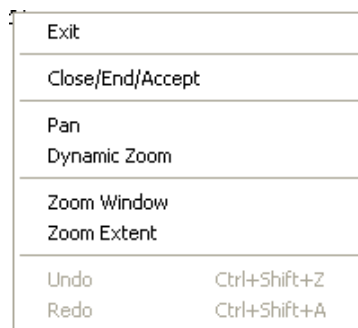 Exit
Close/End/Accept
Pan
Dynamic Zoom
Zoom Window
Zoom Extent
Undo Ctrl+Shift+Z
Redo Ctrl+Shift+A